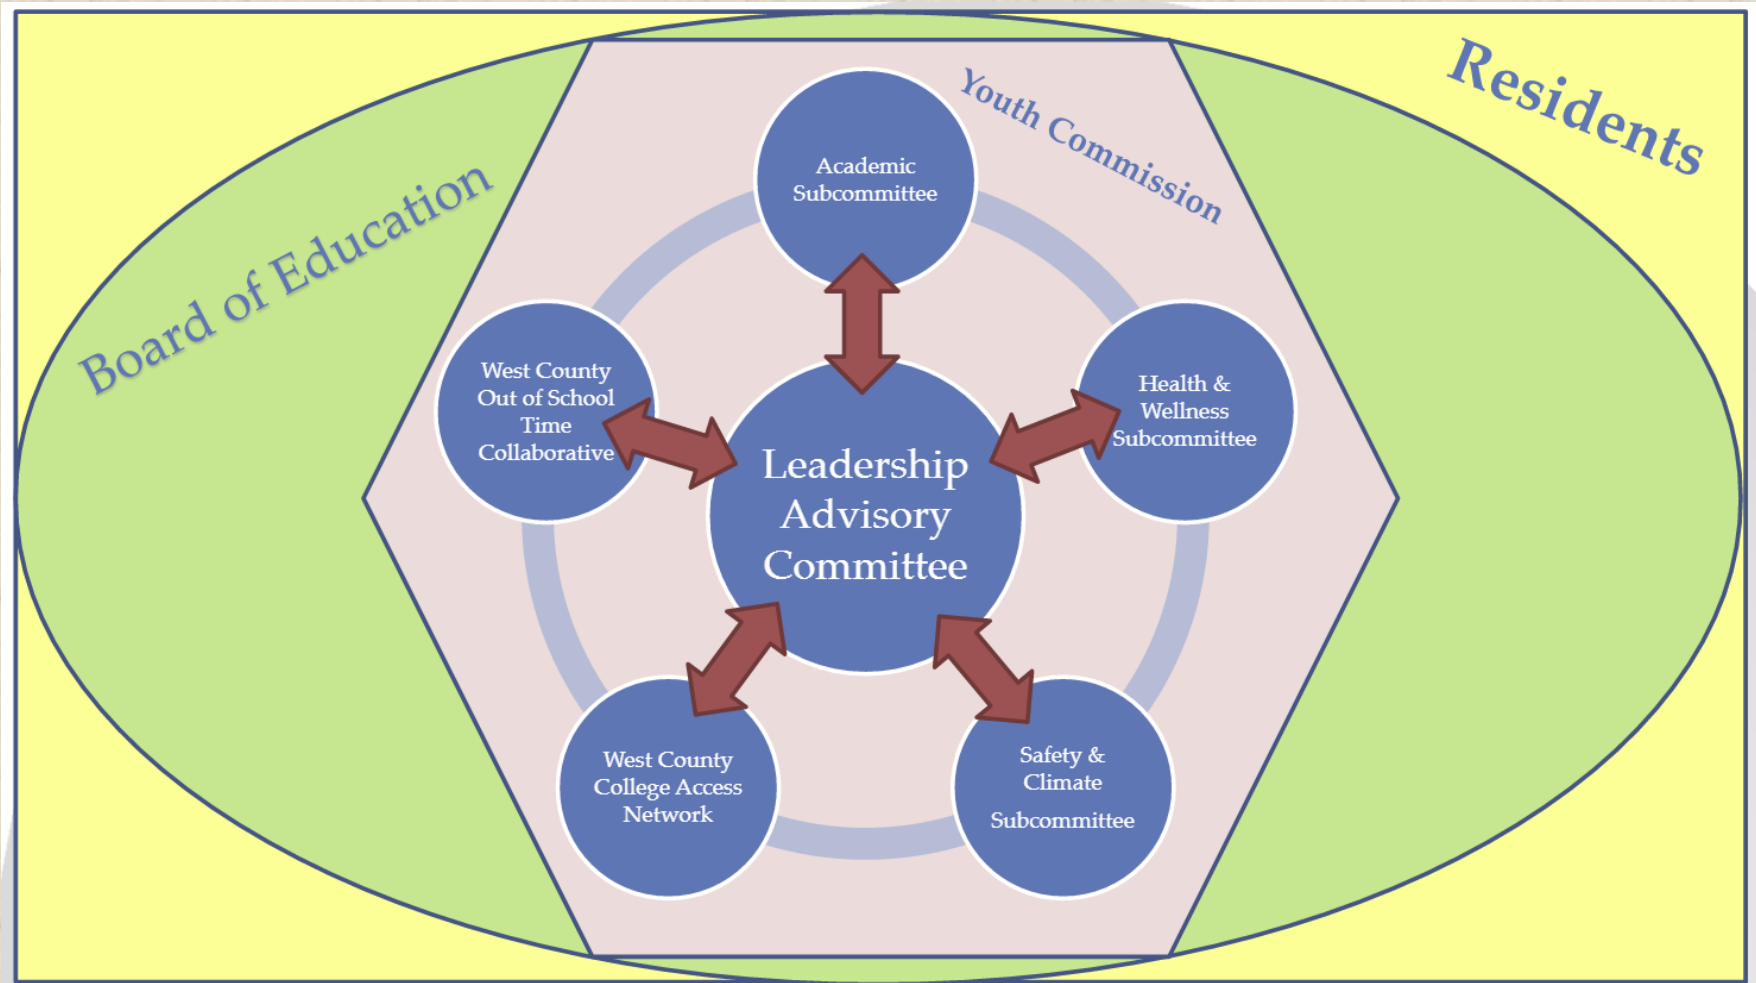 Residents
Youth Commission
Board of Education
Academic
Subcommittee
West County
Out of School
Time
Collaborative
Health &
Wellness
Subcommittee
Leadership
Advisory
Committee
West County
College Access
Network
Safety &
Climate
Subcommittee